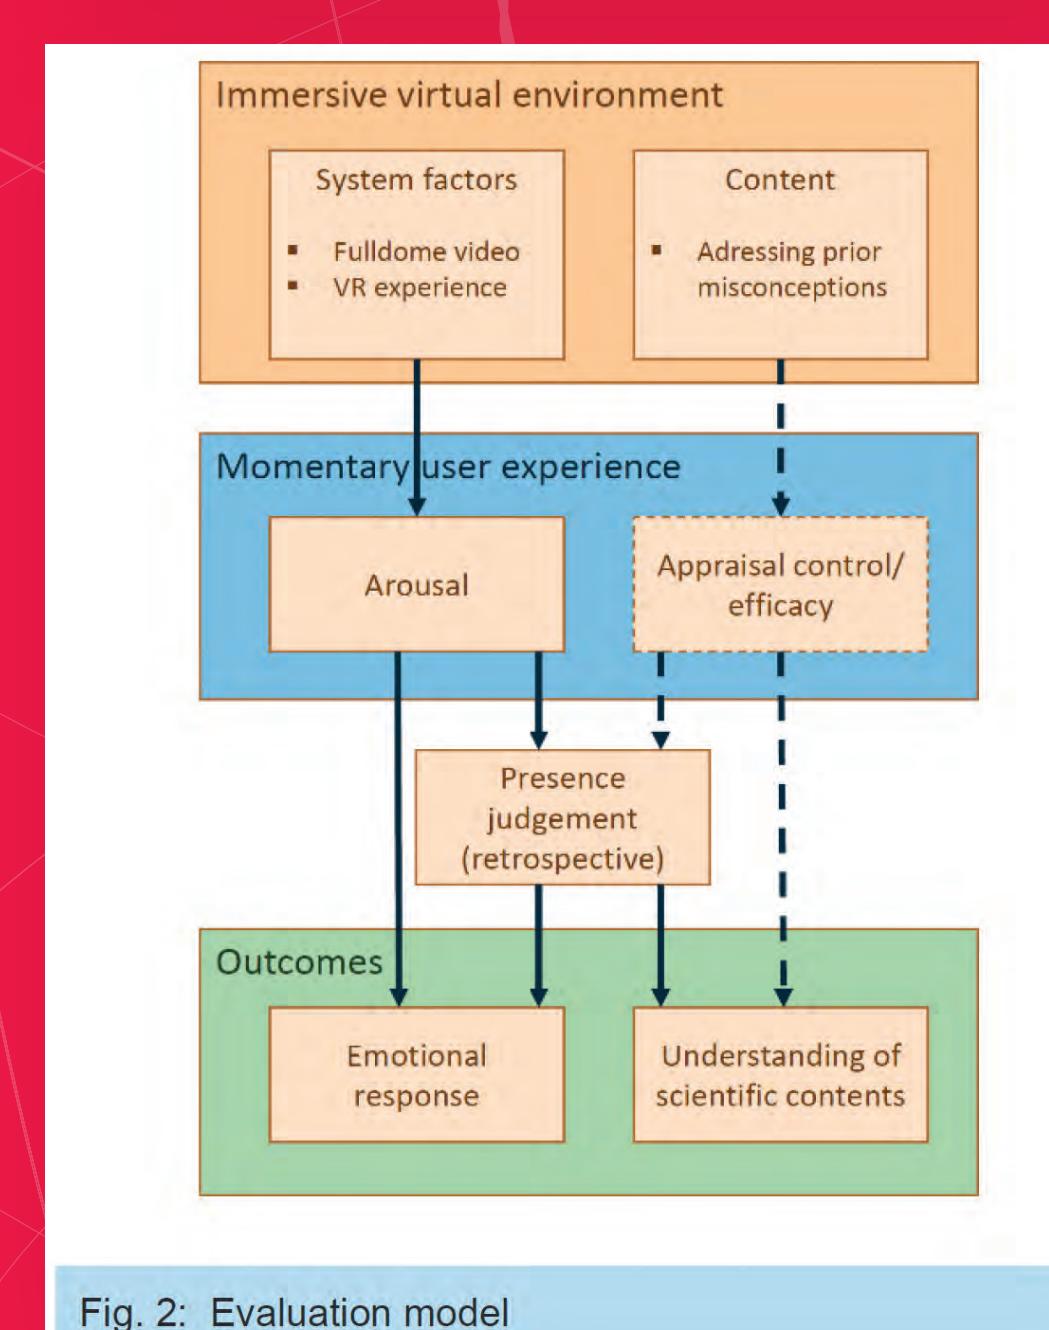 Immersive virtual environment
System factors
▪ Fulldome video
▪ VR experience
Content
▪ Adressing prior
misconceptions
Momentary user experience
Arousal
Appraisal control/
efficacy
Presence
judgement
(retrospective)
Outcomes
Emotional
response
Understanding of
scientific contents
Fig. 2: Evaluation model